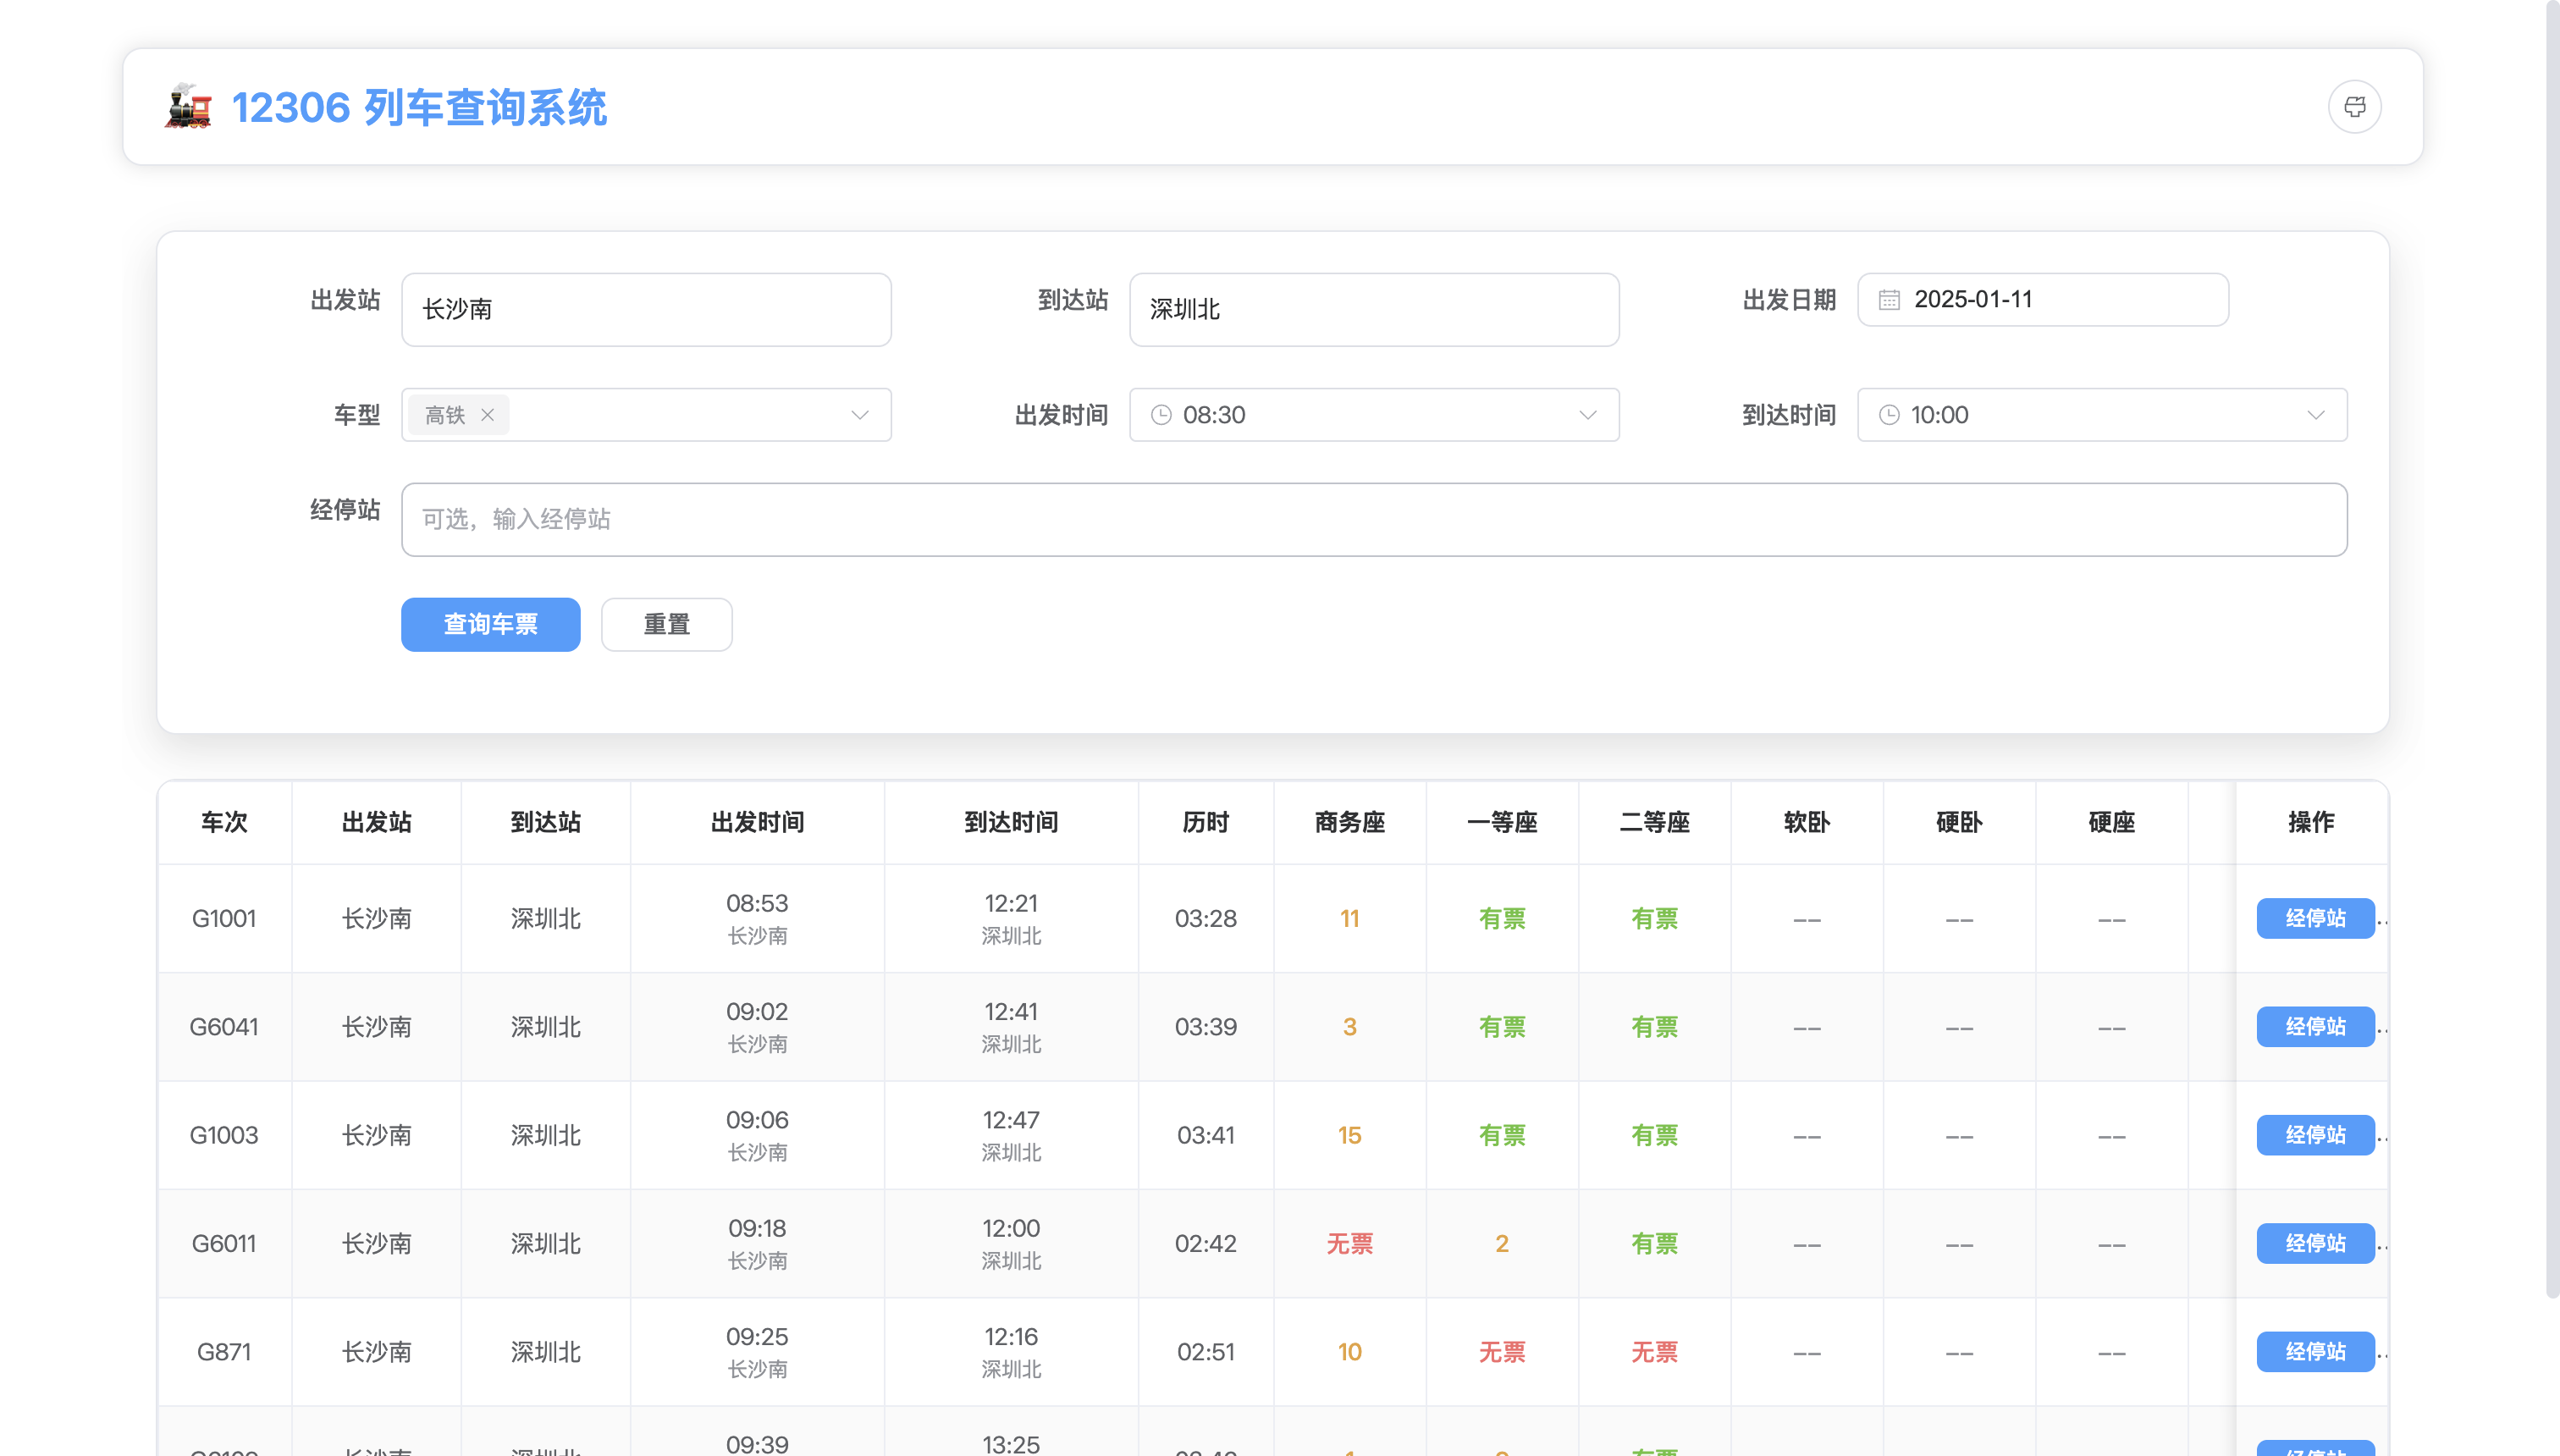 12306 列车查询系统
出发站 长沙南 到达站 深圳北 出发日期 2025-01-11
车型 高铁 出发时间 08:30 到达时间 10:00
经停站 可选，输入经停站
查询车票 重置
车次 出发站 到达站 出发时间 到达时间 历时 商务座 一等座 二等座 软卧 硬卧 硬座 操作
G1001 长沙南 深圳北 08:53 长沙南 12:21 深圳北 03:28 11 有票 有票 -- -- -- 经停站 ..
G6041 长沙南 深圳北 09:02 长沙南 12:41 深圳北 03:39 3 有票 有票 -- -- -- 经停站 ..
G1003 长沙南 深圳北 09:06 长沙南 12:47 深圳北 03:41 15 有票 有票 -- -- -- 经停站 ..
G6011 长沙南 深圳北 09:18 长沙南 12:00 深圳北 02:42 无票 2 有票 -- -- -- 经停站 ..
G871 长沙南 深圳北 09:25 长沙南 12:16 深圳北 02:51 10 无票 无票 -- -- -- 经停站 ..
09:39 13:25